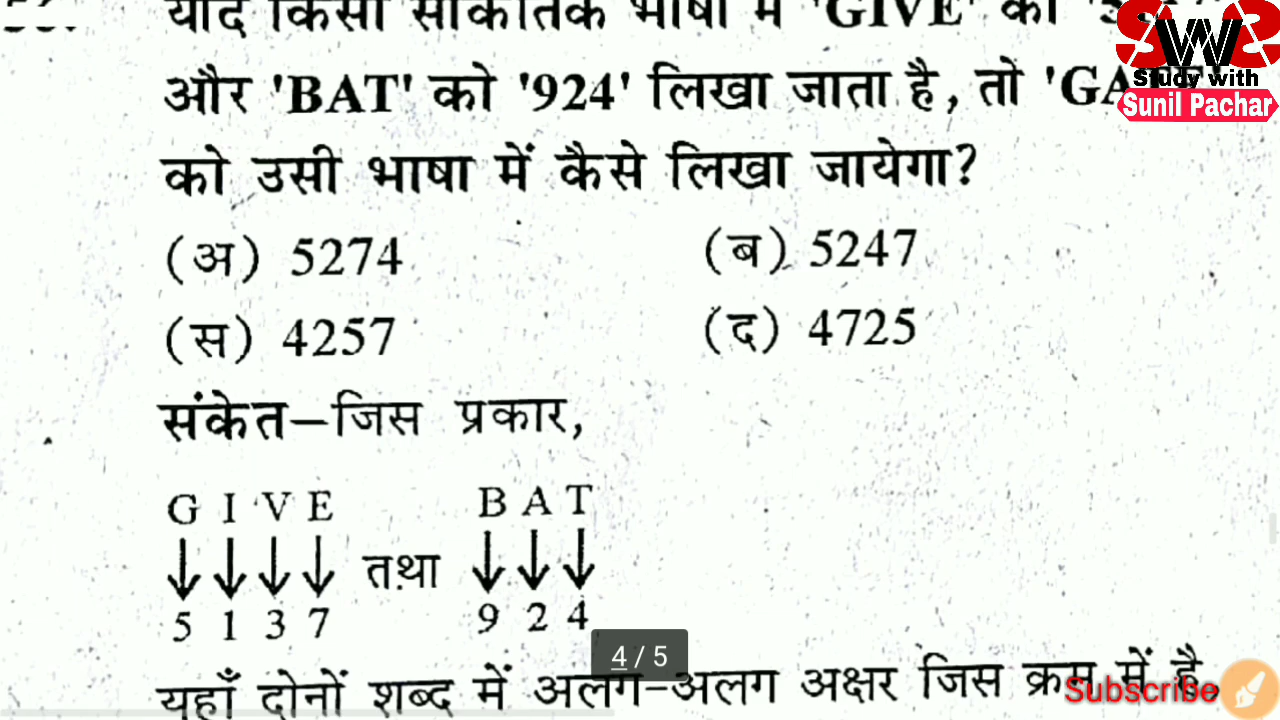 यदि किसी सांकेतिक भाषा में 'GIVE' को
और 'BAT' को '924' लिखा जाता है, तो
को उसी भाषा में कैसे लिखा जायेगा?
(अ) 5274 (ब) 5247
(स) 4257 (द) 4725
संकेत–जिस प्रकार,
G I V E B A T
तथा
5 1 3 7 9 2 4
यहाँ दोनों शब्द में अलग-अलग अक्षर जिस क्रम में है,
4 / 5
SWS
Study with
Sunil Pachar
Subscribe